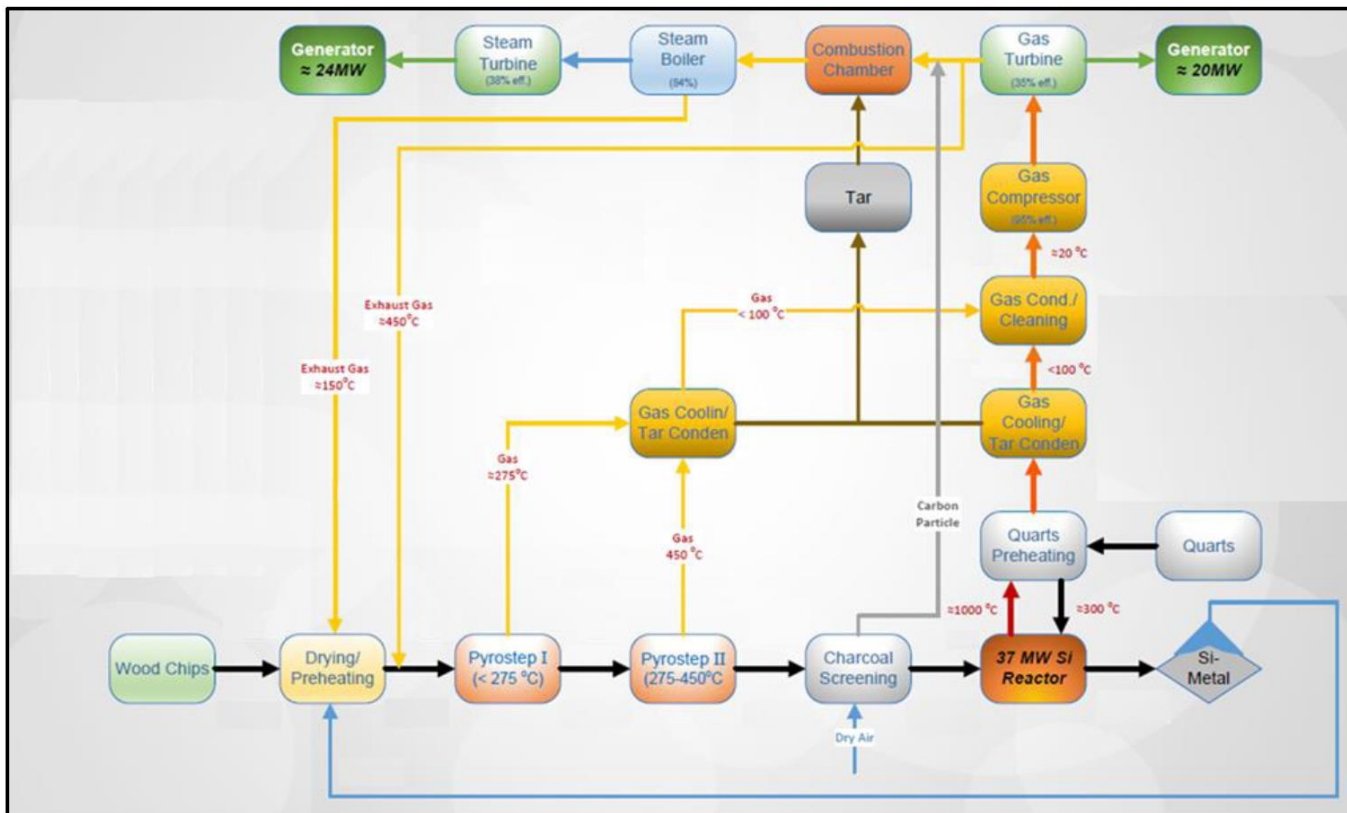 Generator
≈ 24MW
Steam
Turbine
(38% eff.)
Steam
Boiler
(94%)
Combustion
Chamber
Gas
Turbine
(35% eff.)
Generator
≈ 20MW
Tar
Gas
Compressor
(95% eff.)
≈20 °C
Exhaust Gas
≈450°C
Gas
< 100 °C
Gas Cond./
Cleaning
Exhaust Gas
≈150°C
<100 °C
Gas Coolin/
Tar Conden
Gas
Cooling/
Tar Conden
Gas
≈275°C
Gas
450 °C
Carbon
Particle
Quarts
Preheating
Quarts
≈1000 °C
≈300 °C
Wood Chips
Drying/
Preheating
Pyrostep I
(< 275 °C)
Pyrostep II
(275-450°C
Charcoal
Screening
37 MW Si
Reactor
Si-
Metal
Dry Air